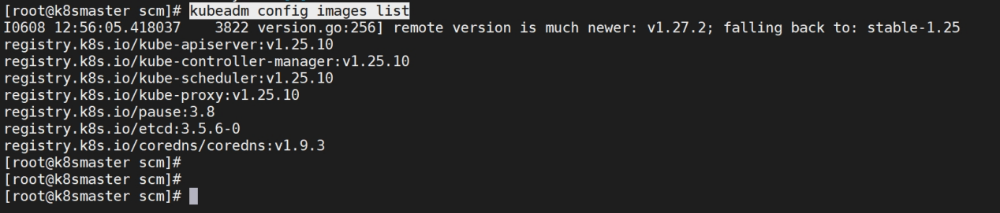 [root@k8smaster scm]# kubeadm config images list
I0608 12:56:05.418037    3822 version.go:256] remote version is much newer: v1.27.2; falling back to: stable-1.25
registry.k8s.io/kube-apiserver:v1.25.10
registry.k8s.io/kube-controller-manager:v1.25.10
registry.k8s.io/kube-scheduler:v1.25.10
registry.k8s.io/kube-proxy:v1.25.10
registry.k8s.io/pause:3.8
registry.k8s.io/etcd:3.5.6-0
registry.k8s.io/coredns/coredns:v1.9.3
[root@k8smaster scm]#
[root@k8smaster scm]#
[root@k8smaster scm]#